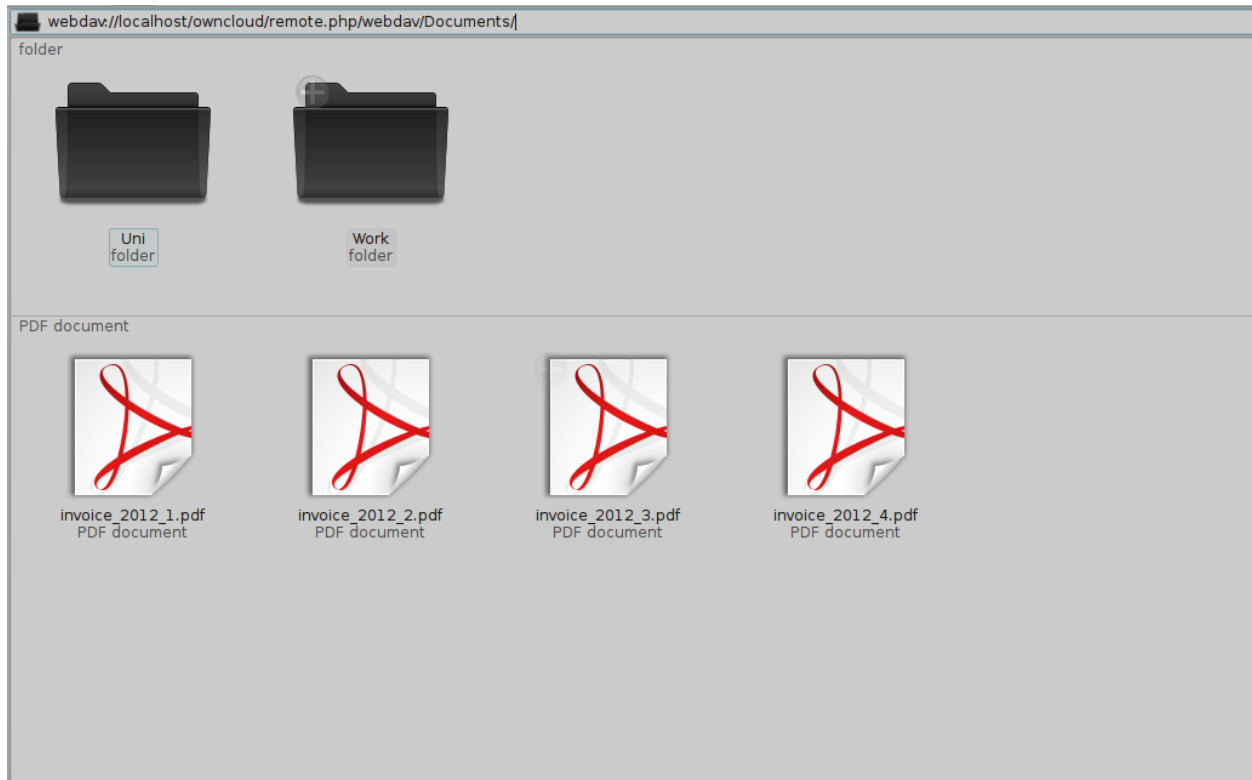 webdav://localhost/owncloud/remote.php/webdav/Documents/
folder
Uni
folder
Work
folder
PDF document
invoice_2012_1.pdf
PDF document
invoice_2012_2.pdf
PDF document
invoice_2012_3.pdf
PDF document
invoice_2012_4.pdf
PDF document